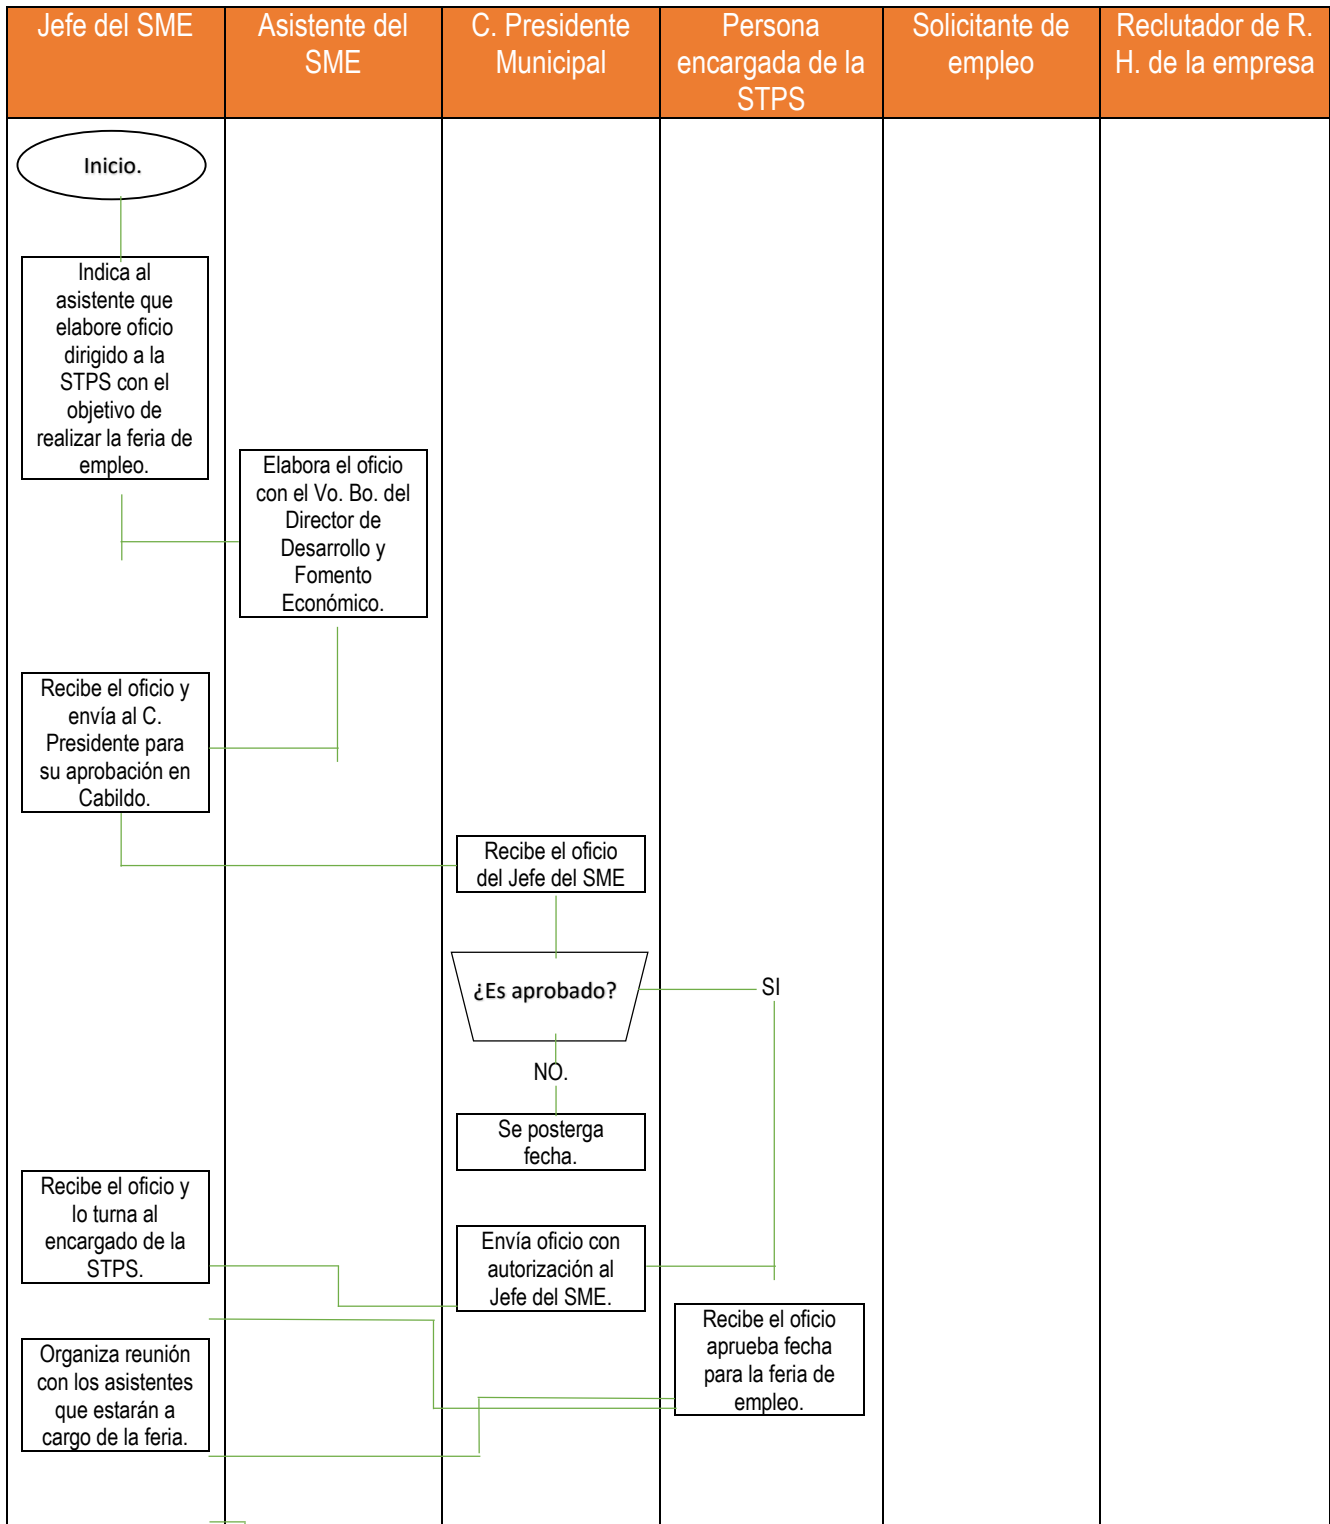 Jefe del SME
Asistente del
SME
C. Presidente
Municipal
Persona
encargada de la
STPS
Solicitante de
empleo
Reclutador de R.
H. de la empresa
Inicio.
Indica al
asistente que
elabore oficio
dirigido a la
STPS con el
objetivo de
realizar la feria de
empleo.
Elabora el oficio
con el Vo. Bo. del
Director de
Desarrollo y
Fomento
Económico.
Recibe el oficio y
envía al C.
Presidente para
su aprobación en
Cabildo.
Recibe el oficio
del Jefe del SME
¿Es aprobado?
SI
NO.
Se posterga
fecha.
Recibe el oficio y
lo turna al
encargado de la
STPS.
Envía oficio con
autorización al
Jefe del SME.
Recibe el oficio
aprueba fecha
para la feria de
empleo.
Organiza reunión
con los asistentes
que estarán a
cargo de la feria.